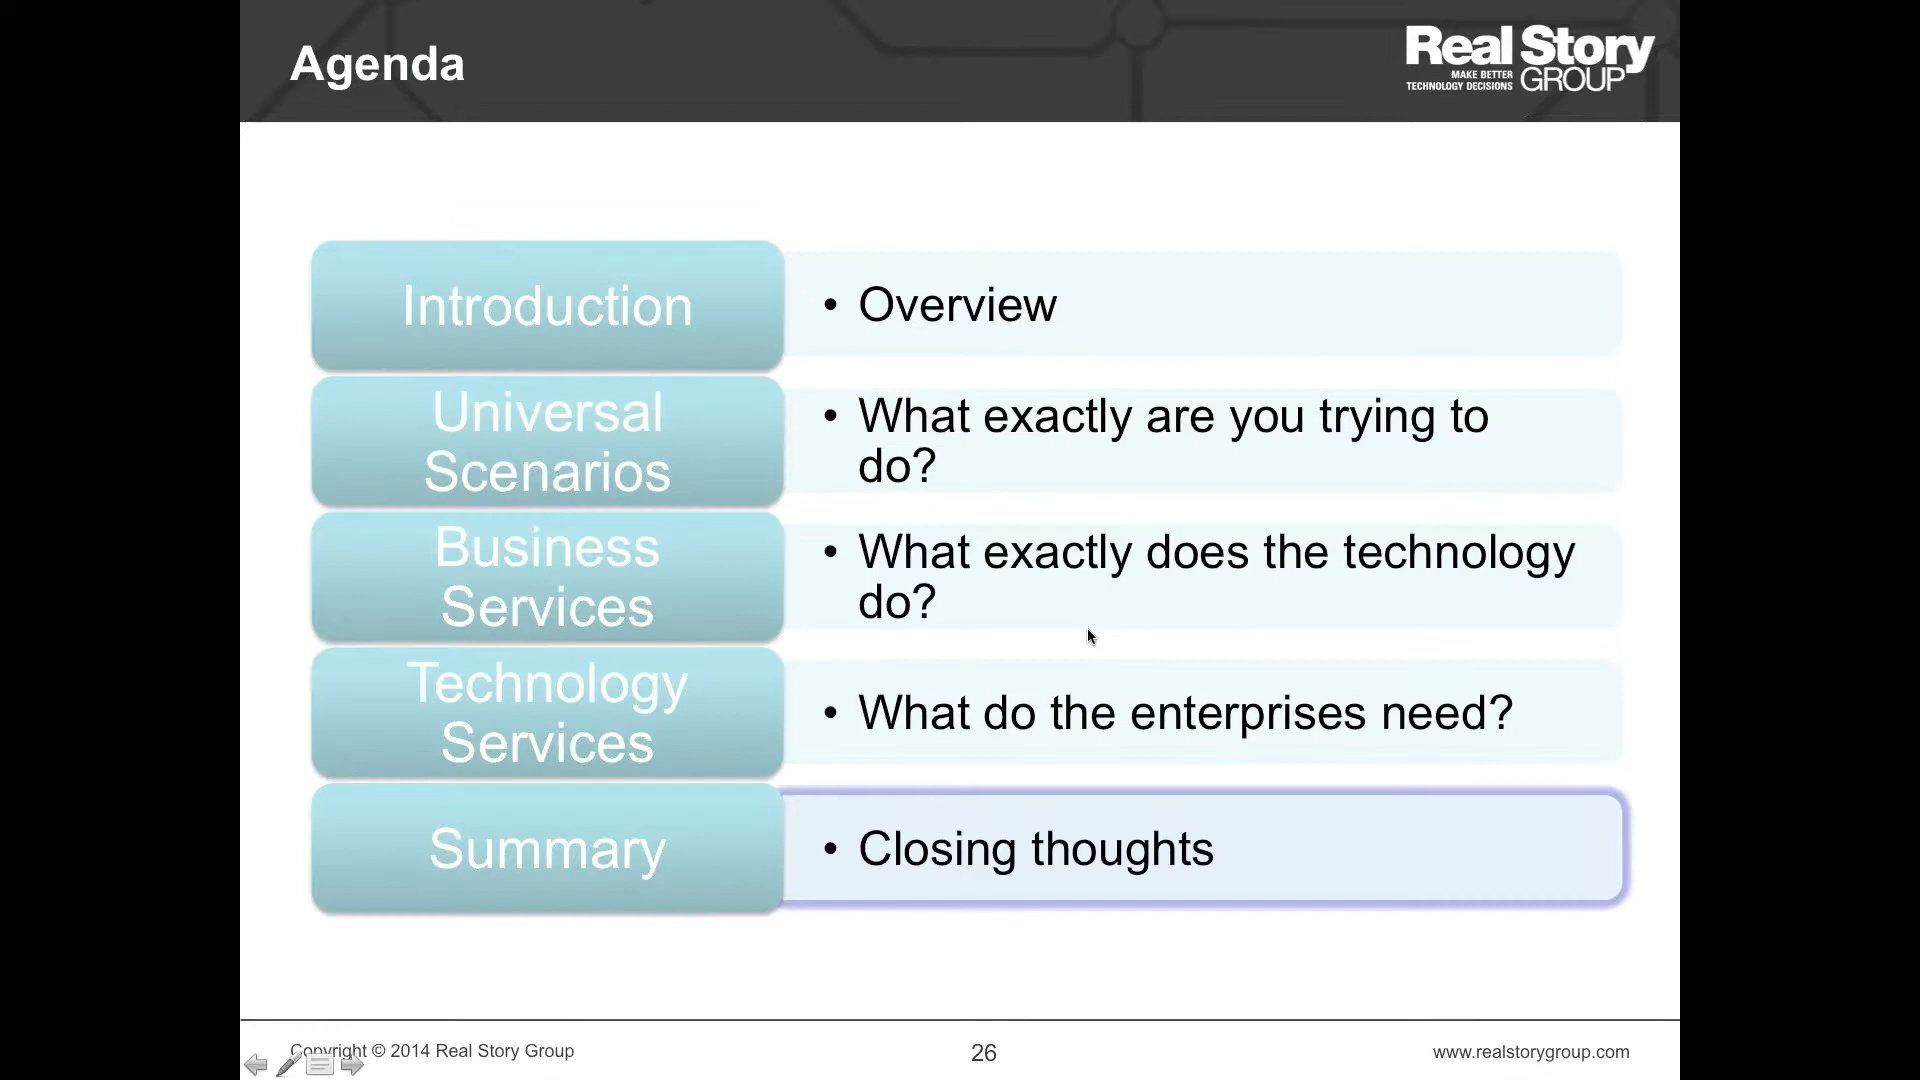 Agenda
Real Story
MAKE BETTER
TECHNOLOGY DECISIONS
GROUP
Introduction
• Overview
Universal
Scenarios
• What exactly are you trying to
do?
Business
Services
• What exactly does the technology
do?
Technology
Services
• What do the enterprises need?
Summary
• Closing thoughts
Copyright © 2014 Real Story Group
26
www.realstorygroup.com